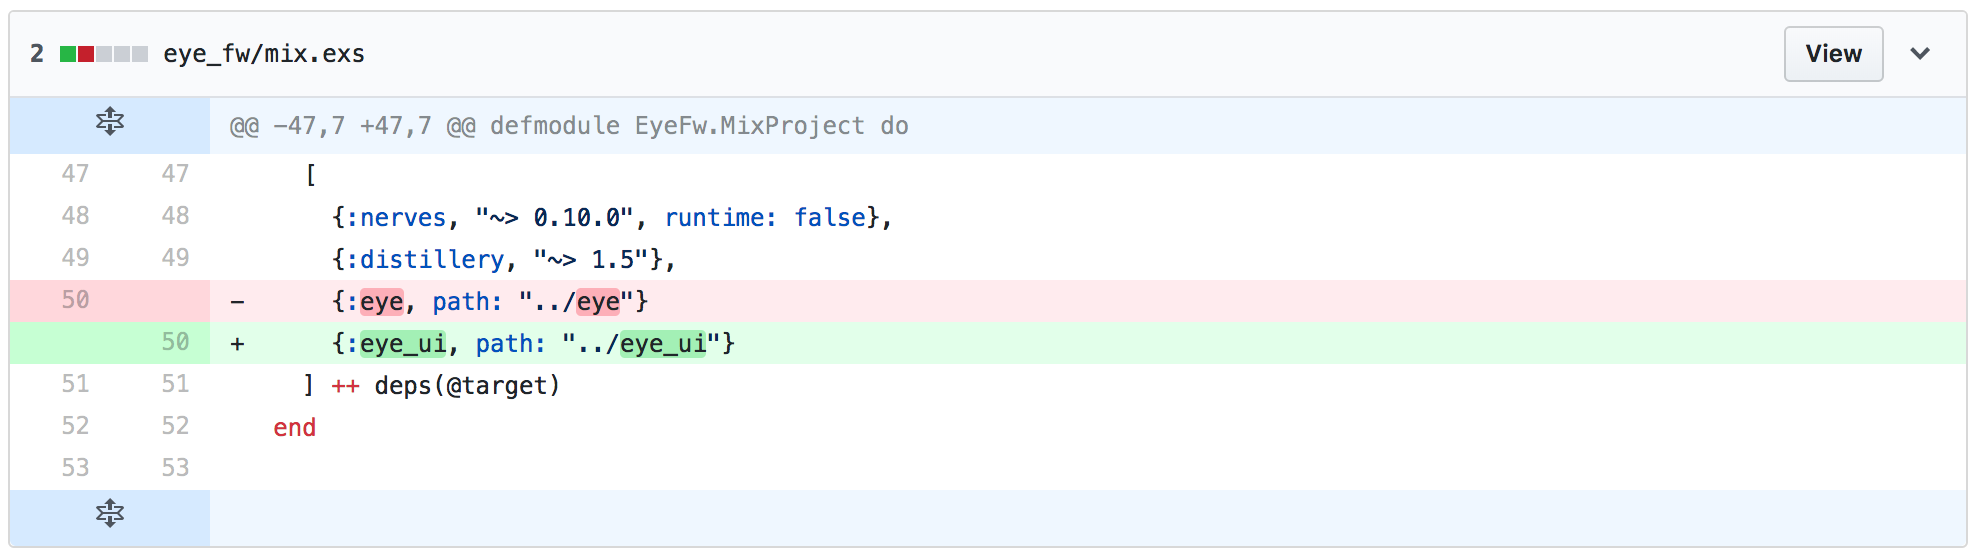 2 eye_fw/mix.exs View
@@ -47,7 +47,7 @@ defmodule EyeFw.MixProject do
47 47 [
48 48 {:nerves, "~> 0.10.0", runtime: false},
49 49 {:distillery, "~> 1.5"},
50 - {:eye, path: "../eye"}
50 + {:eye_ui, path: "../eye_ui"}
51 51 ] ++ deps(@target)
52 52 end
53 53